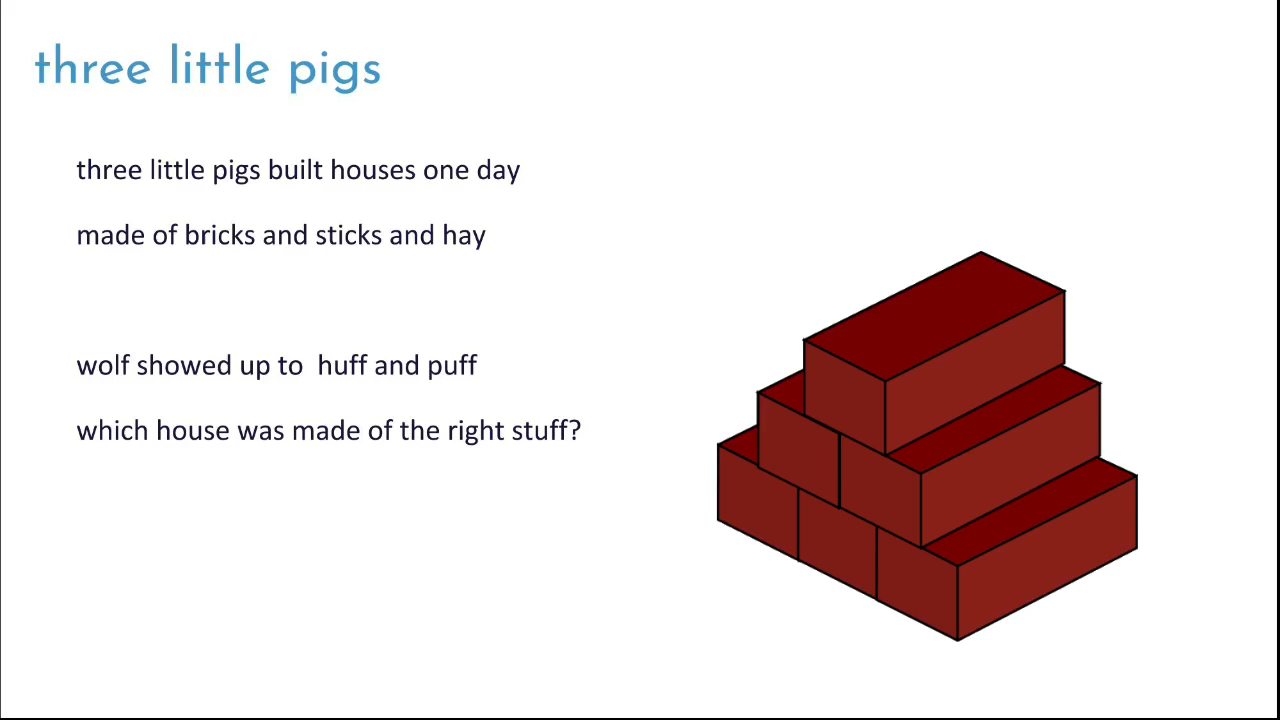 three little pigs
three little pigs built houses one day
made of bricks and sticks and hay
wolf showed up to  huff and puff
which house was made of the right stuff?